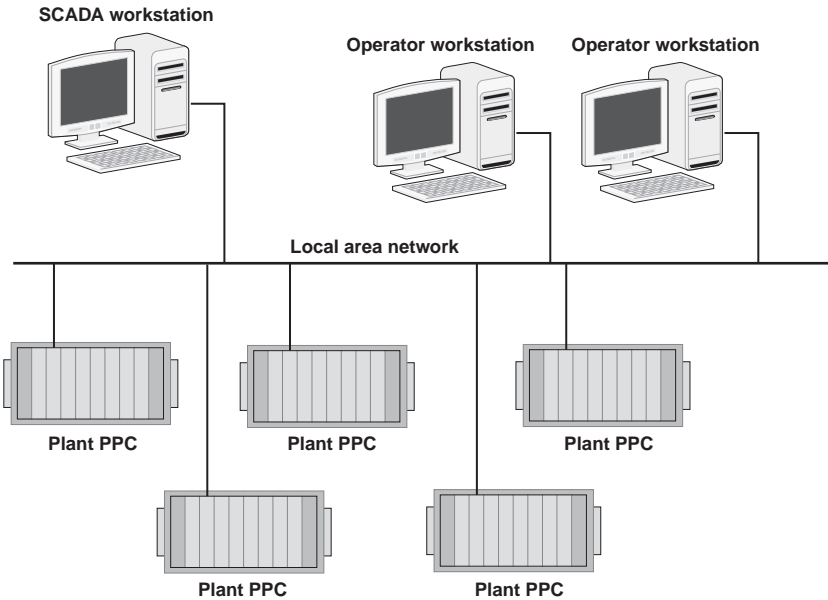 SCADA workstation
Operator workstation
Operator workstation
Local area network
Plant PPC
Plant PPC
Plant PPC
Plant PPC
Plant PPC